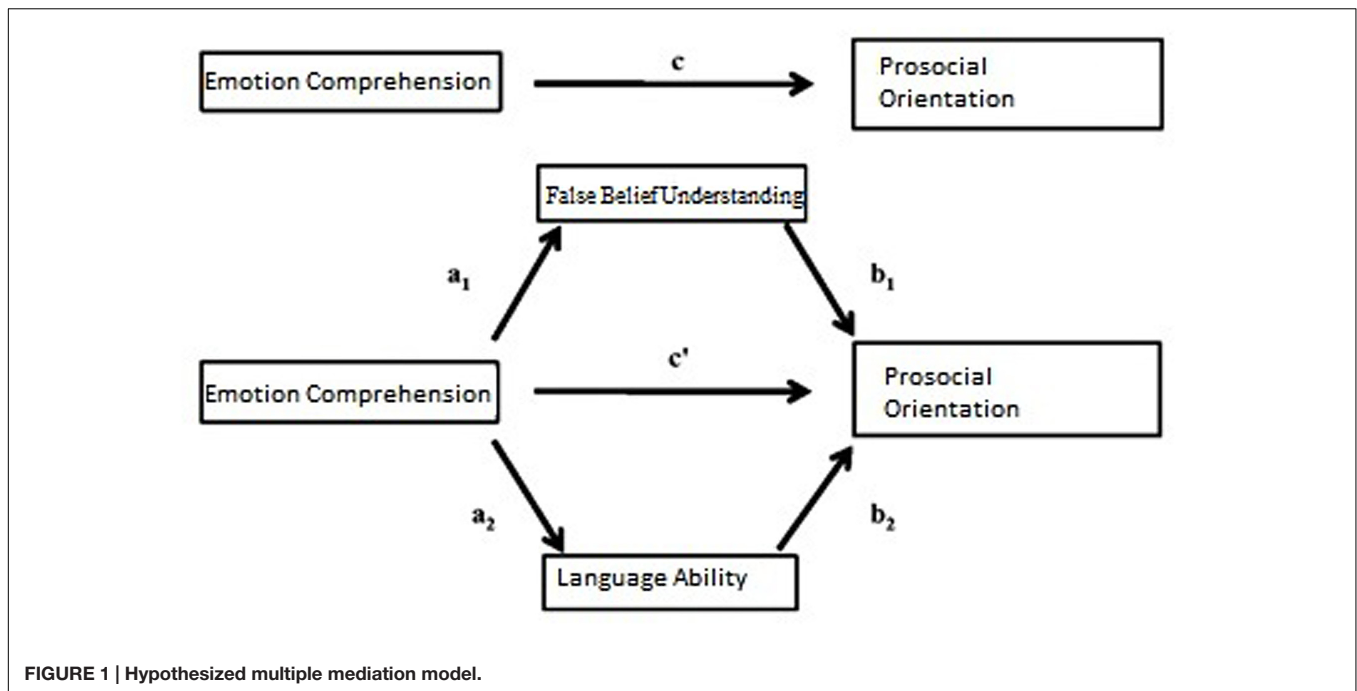 Emotion Comprehension
c
Prosocial
Orientation
False Belief Understanding
a₁
b₁
Emotion Comprehension
c'
Prosocial
Orientation
a₂
b₂
Language Ability
FIGURE 1 | Hypothesized multiple mediation model.